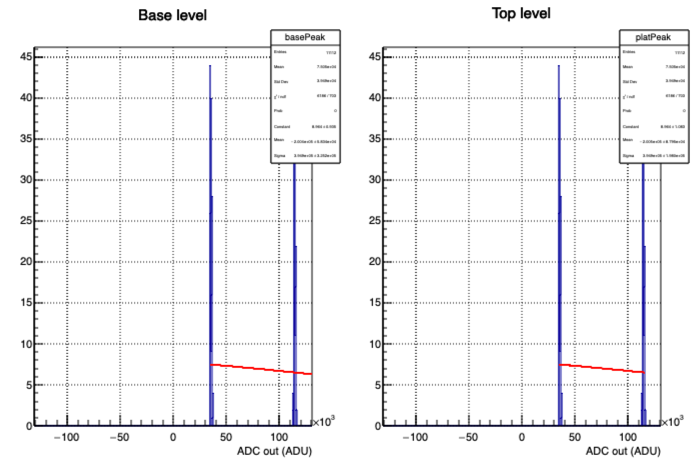 Base level
basePeak
Entries
Mean
Std Dev
Prob 0
Constant
Mean
Sigma
45
40
35
30
25
20
15
10
5
0
−100 −50 0 50 100
×10³
ADC out (ADU)
Top level
platPeak
Entries
Mean
Std Dev
Prob 0
Constant
Mean
Sigma
45
40
35
30
25
20
15
10
5
0
−100 −50 0 50 100
×10³
ADC out (ADU)